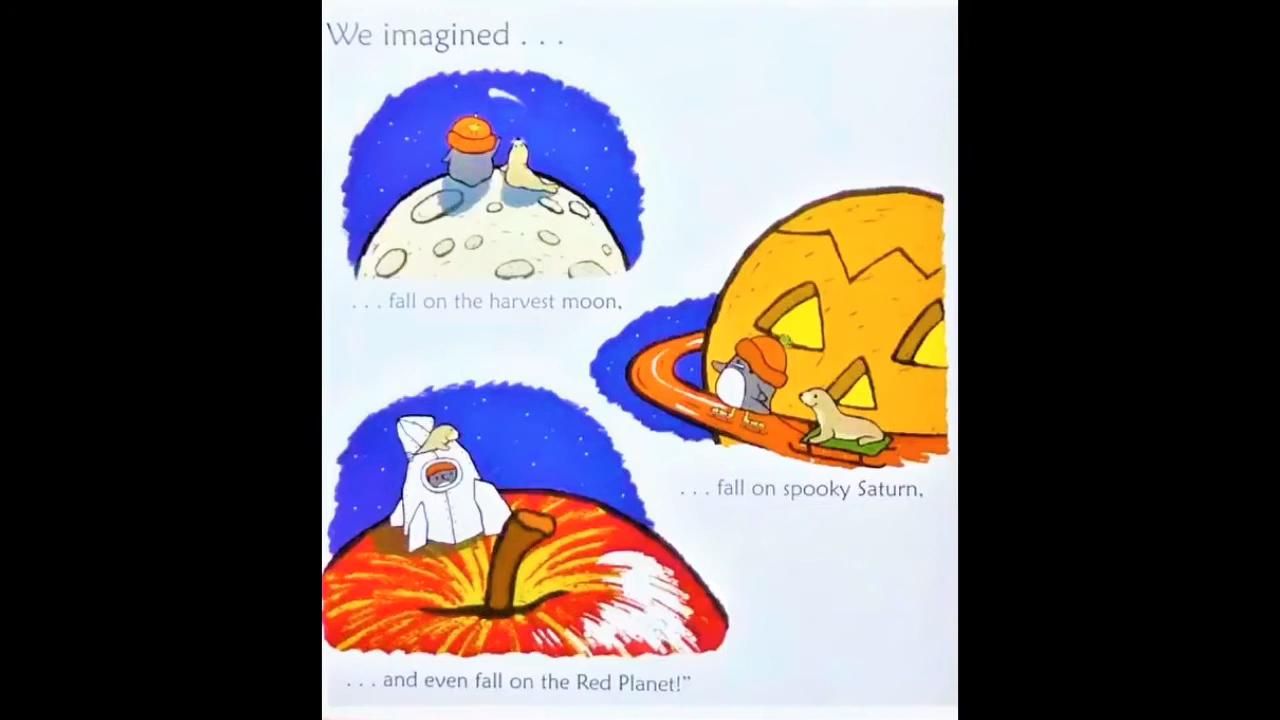 We imagined . . .
. . . fall on the harvest moon,
. . . fall on spooky Saturn,
. . . and even fall on the Red Planet!”